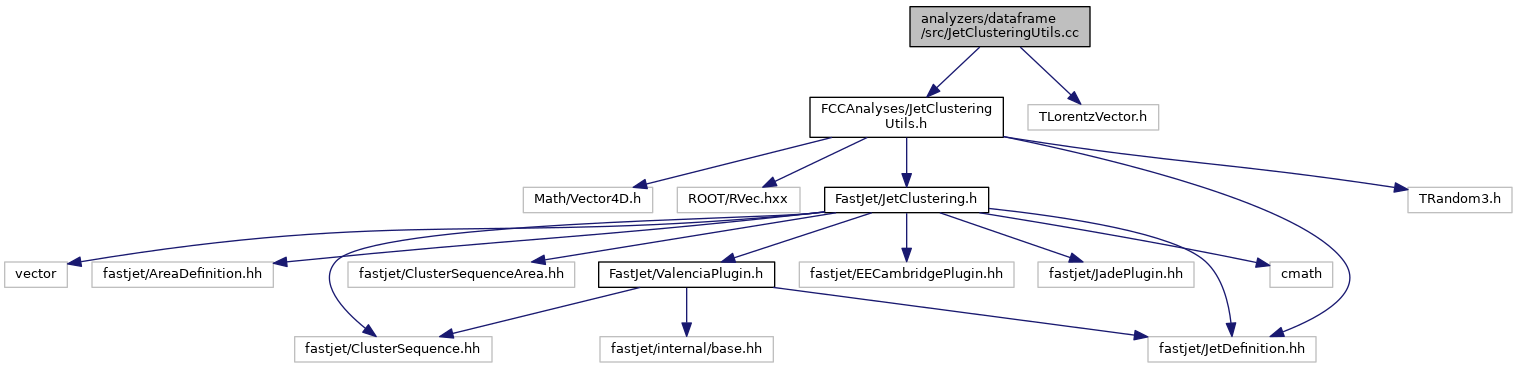 analyzers/dataframe
/src/JetClusteringUtils.cc
FCCAnalyses/JetClustering
Utils.h
TLorentzVector.h
Math/Vector4D.h
ROOT/RVec.hxx
FastJet/JetClustering.h
TRandom3.h
vector
fastjet/AreaDefinition.hh
fastjet/ClusterSequenceArea.hh
FastJet/ValenciaPlugin.h
fastjet/EECambridgePlugin.hh
fastjet/JadePlugin.hh
cmath
fastjet/ClusterSequence.hh
fastjet/internal/base.hh
fastjet/JetDefinition.hh